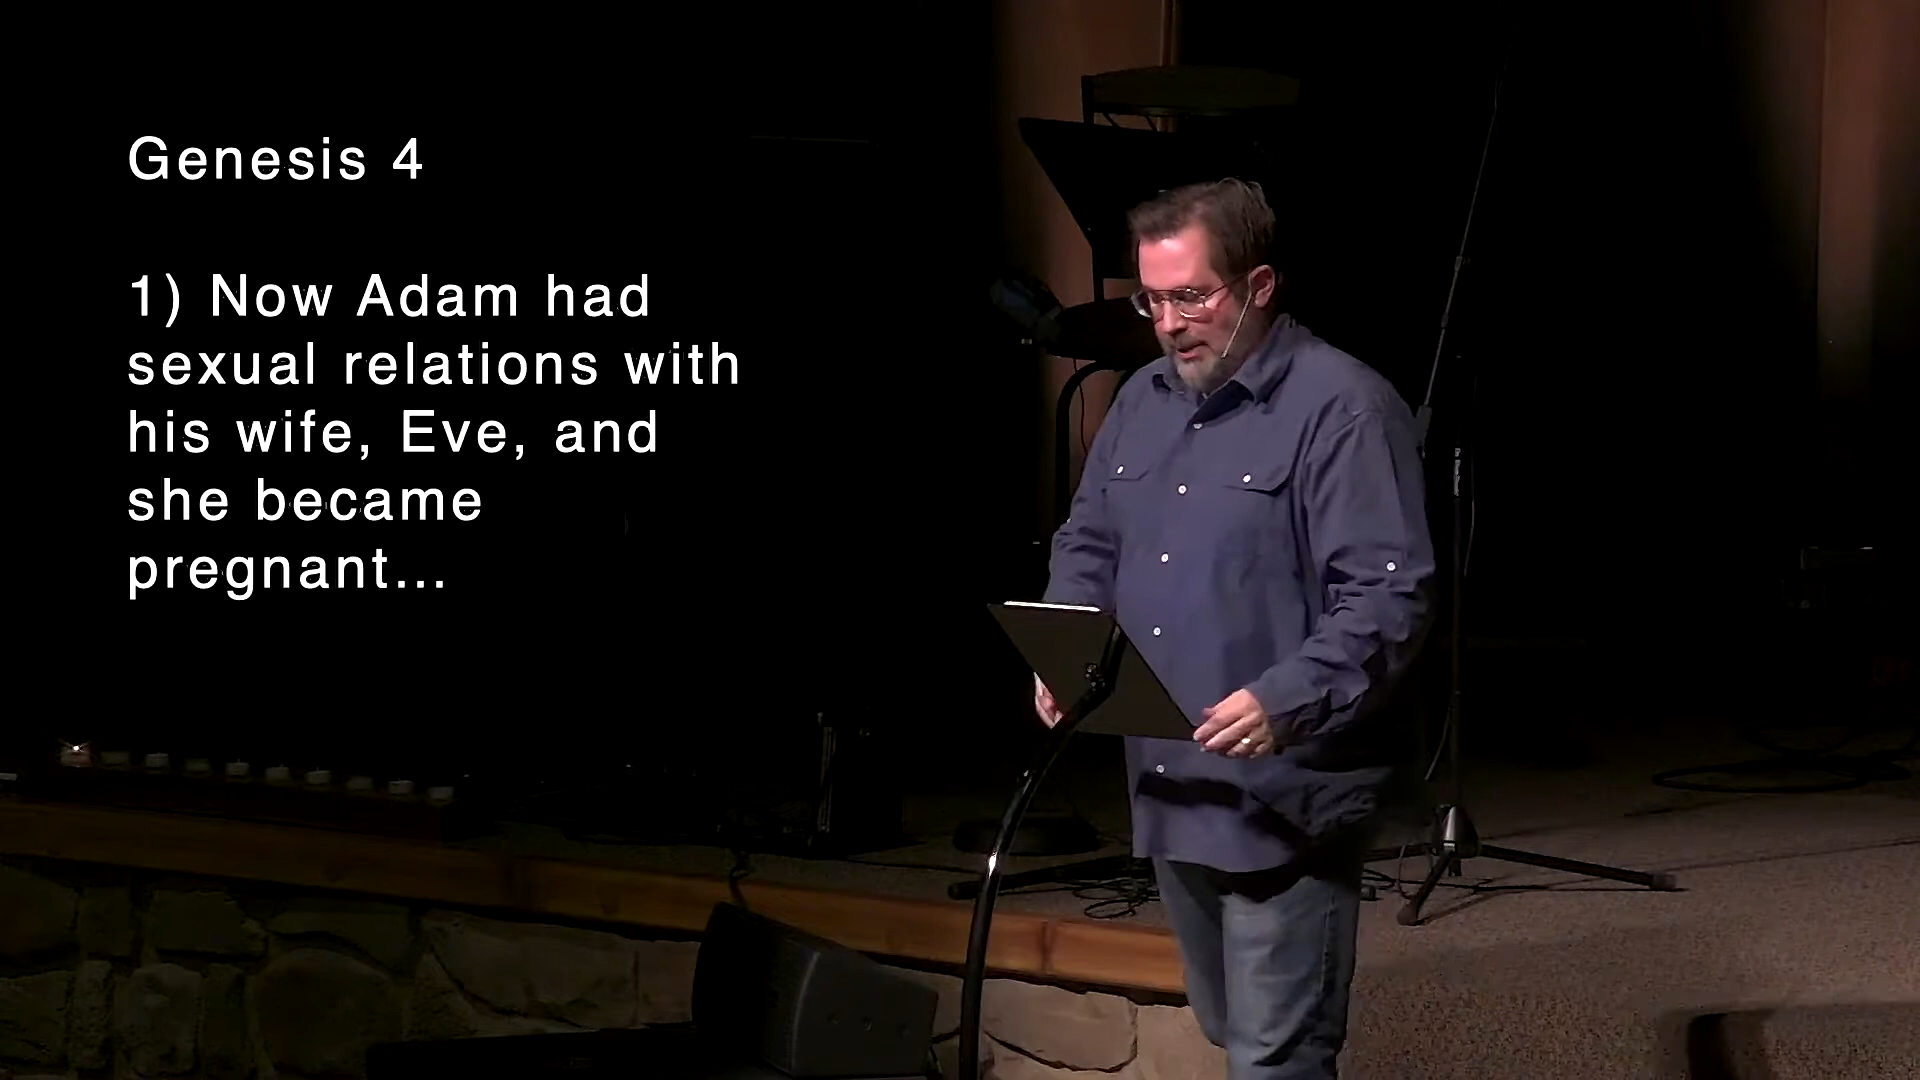 Genesis 4
1) Now Adam had
sexual relations with
his wife, Eve, and
she became
pregnant...